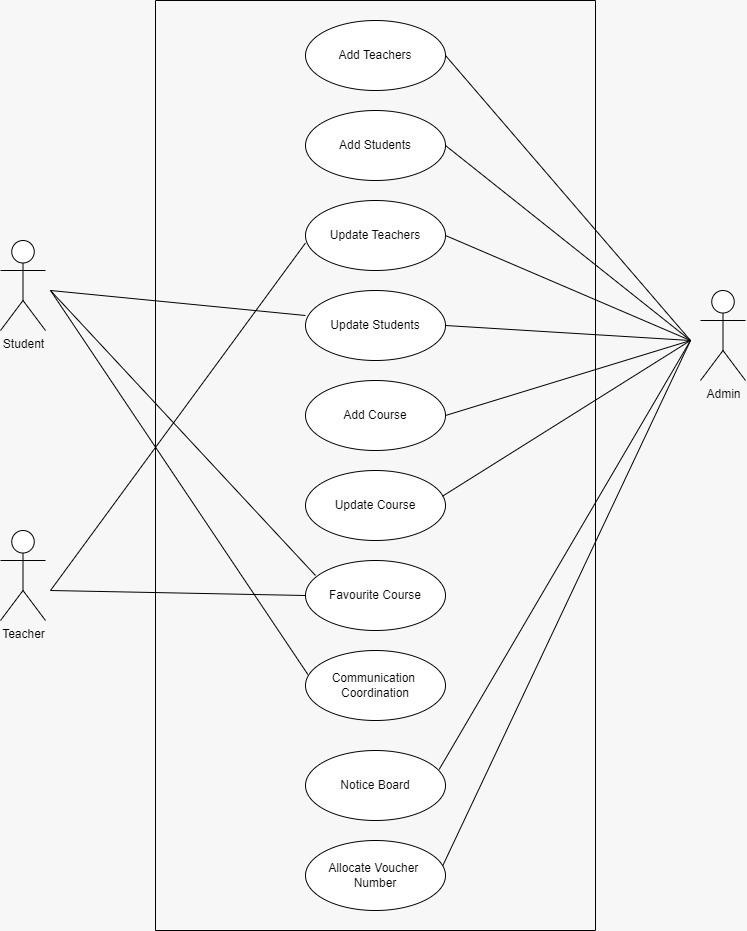 Add Teachers
Add Students
Update Teachers
Update Students
Student
Add Course
Admin
Update Course
Favourite Course
Teacher
Communication
Coordination
Notice Board
Allocate Voucher
Number